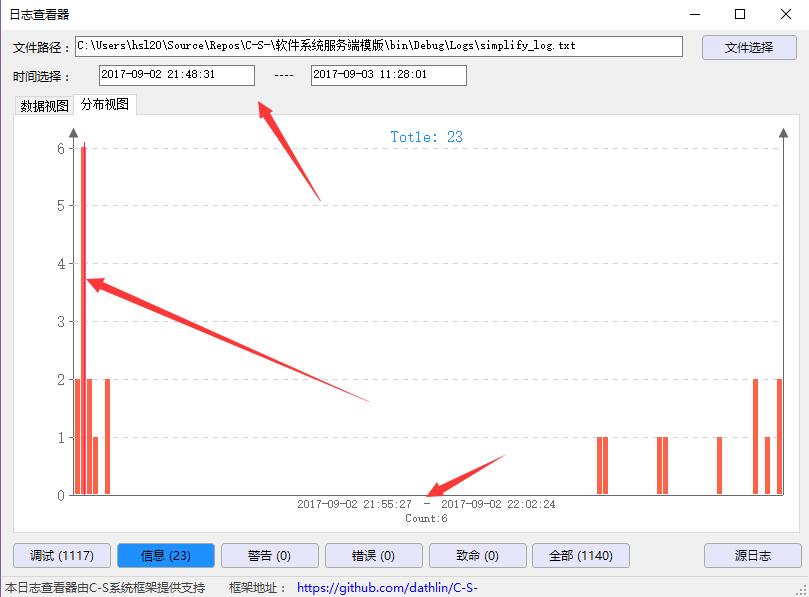 日志查看器
文件路径： C:\Users\hsl20\Source\Repos\C-S-\软件系统服务端模版\bin\Debug\Logs\simplify_log.txt 文件选择
时间选择： 2017-09-02 21:48:31 ---- 2017-09-03 11:28:01
数据视图 分布视图
Totle: 23
6
5
4
3
2
1
0
2017-09-02 21:55:27 - 2017-09-02 22:02:24
Count:6
调试 (1117) 信息 (23) 警告 (0) 错误 (0) 致命 (0) 全部 (1140) 源日志
本日志查看器由C-S系统框架提供支持 框架地址： https://github.com/dathlin/C-S-